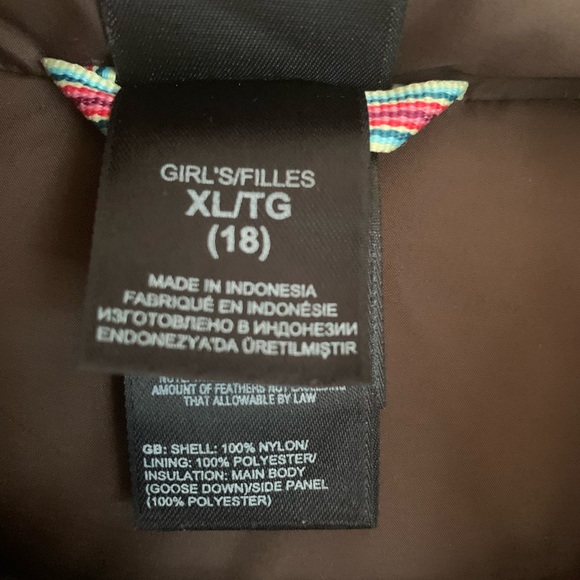 GIRL'S/FILLES
XL/TG
(18)
MADE IN INDONESIA
FABRIQUÉ EN INDONÉSIE
ИЗГОТОВЛЕНО В ИНДОНЕЗИИ
ENDONEZYA'DA ÜRETILMIŞTIR
AMOUNT OF FEATHERS NOT EXCEEDING
THAT ALLOWABLE BY LAW
GB: SHELL: 100% NYLON/
LINING: 100% POLYESTER/
INSULATION: MAIN BODY
(GOOSE DOWN)/SIDE PANEL
(100% POLYESTER)